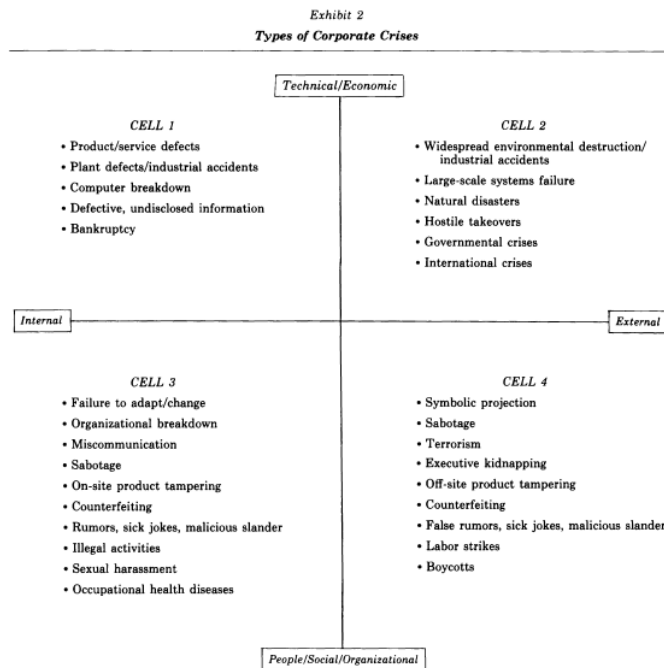 Exhibit 2
Types of Corporate Crises
Technical/Economic
CELL 1
• Product/service defects
• Plant defects/industrial accidents
• Computer breakdown
• Defective, undisclosed information
• Bankruptcy
CELL 2
• Widespread environmental destruction/
industrial accidents
• Large-scale systems failure
• Natural disasters
• Hostile takeovers
• Governmental crises
• International crises
Internal
External
CELL 3
• Failure to adapt/change
• Organizational breakdown
• Miscommunication
• Sabotage
• On-site product tampering
• Counterfeiting
• Rumors, sick jokes, malicious slander
• Illegal activities
• Sexual harassment
• Occupational health diseases
CELL 4
• Symbolic projection
• Sabotage
• Terrorism
• Executive kidnapping
• Off-site product tampering
• Counterfeiting
• False rumors, sick jokes, malicious slander
• Labor strikes
• Boycotts
People/Social/Organizational